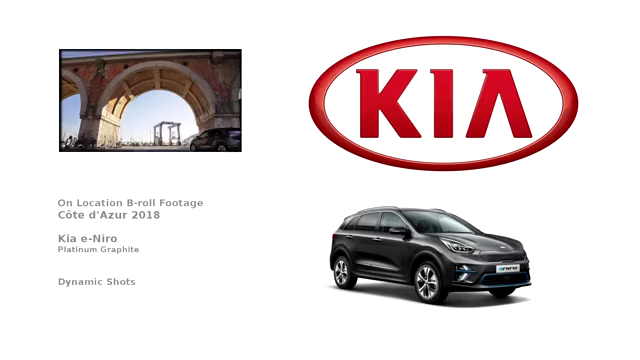 KIA
On Location B-roll Footage
Côte d'Azur 2018
Kia e-Niro
Platinum Graphite
Dynamic Shots